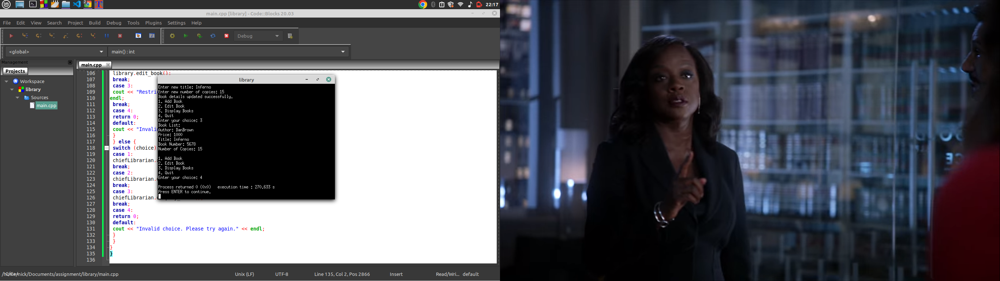 22:17
main.cpp [library] - Code::Blocks 20.03
File Edit View Search Project Build Debug Tools Plugins Settings Help
Debug
<global> main() : int
Management
main.cpp
Projects
Workspace
library
Sources
main.cpp
106 library.edit_book();
107 break;
108 case 3:
109 cout << "Restri
110 endl;
111 break;
112 case 4:
113 return 0;
114 default:
115 cout << "Invali
116 }
117 } else {
118 switch (choice)
119 case 1:
120 chiefLibrarian.
121 break;
122 case 2:
123 chiefLibrarian.
124 break;
125 case 3:
126 chiefLibrarian.
127 break;
128 case 4:
129 return 0;
130 default:
131 cout << "Invalid choice. Please try again." << endl;
132 }
133 }
134 }
135 }
136
library
Enter new title: Inferno
Enter new number of copies: 15
Book details updated successfully.
1. Add Book
2. Edit Book
3. Display Books
4. Quit
Enter your choice: 3
Book List:
Author: DanBrown
Price: 1000
Title: Inferno
Book Number: 5678
Number of Copies: 15
1. Add Book
2. Edit Book
3. Display Books
4. Quit
Enter your choice: 4
Process returned 0 (0x0) execution time : 270.633 s
Press ENTER to continue.
/home/nick/Documents/assignment/library/main.cpp Unix (LF) UTF-8 Line 135, Col 2, Pos 2866 Insert Read/Wri... default